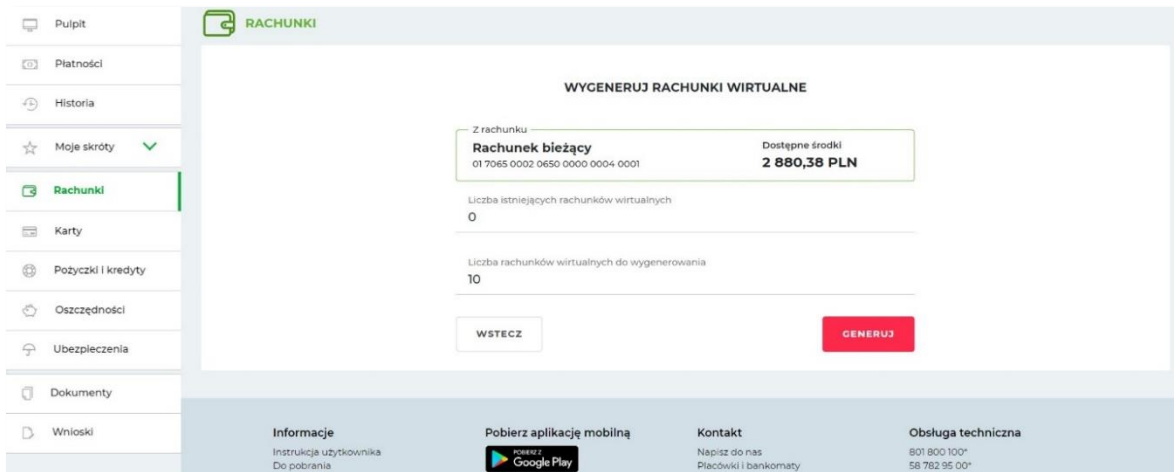 Pulpit
Płatności
Historia
Moje skróty
Rachunki
Karty
Pożyczki i kredyty
Oszczędności
Ubezpieczenia
Dokumenty
Wnioski
RACHUNKI
WYGENERUJ RACHUNKI WIRTUALNE
Z rachunku
Rachunek bieżący
01 7065 0002 0650 0000 0004 0001
Dostępne środki
2 880,38 PLN
Liczba istniejących rachunków wirtualnych
0
Liczba rachunków wirtualnych do wygenerowania
10
WSTECZ
GENERUJ
Informacje
Instrukcja użytkownika
Do pobrania
Pobierz aplikację mobilną
POBIERZ Z
Google Play
Kontakt
Napisz do nas
Placówki i bankomaty
Obsługa techniczna
801 800 100*
58 782 95 00*